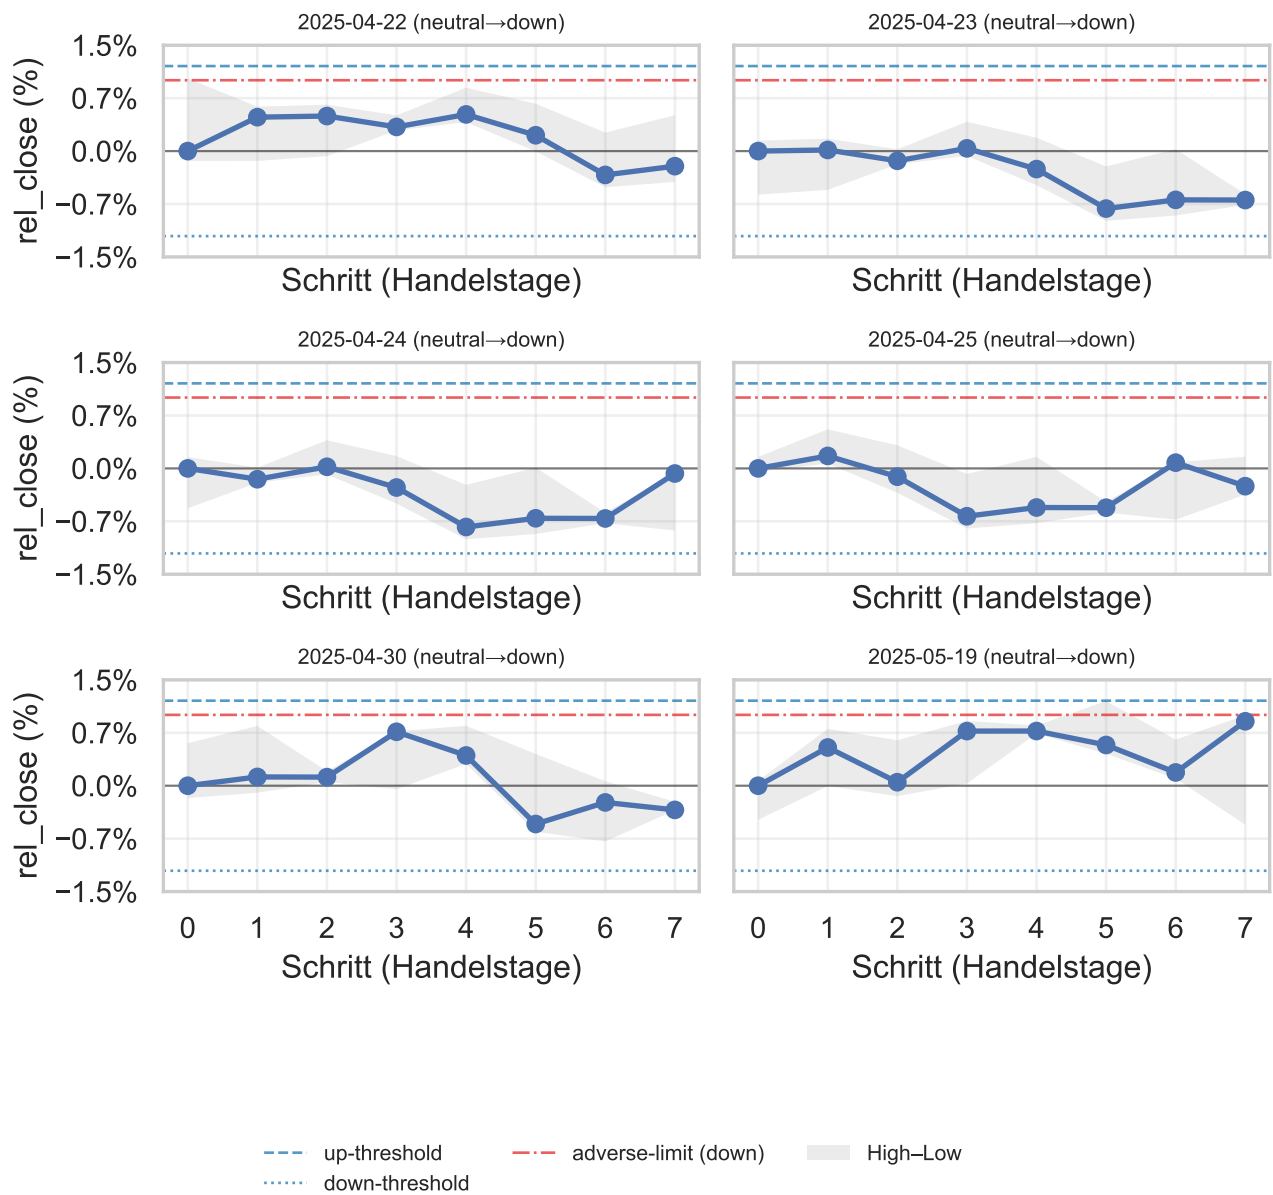 2025-04-22 (neutral→down)
2025-04-23 (neutral→down)
rel_close (%)
1.5%
0.7%
0.0%
−0.7%
−1.5%
Schritt (Handelstage)
Schritt (Handelstage)
2025-04-24 (neutral→down)
2025-04-25 (neutral→down)
rel_close (%)
1.5%
0.7%
0.0%
−0.7%
−1.5%
Schritt (Handelstage)
Schritt (Handelstage)
2025-04-30 (neutral→down)
2025-05-19 (neutral→down)
rel_close (%)
1.5%
0.7%
0.0%
−0.7%
−1.5%
0 1 2 3 4 5 6 7
0 1 2 3 4 5 6 7
Schritt (Handelstage)
Schritt (Handelstage)
up-threshold
adverse-limit (down)
High–Low
down-threshold